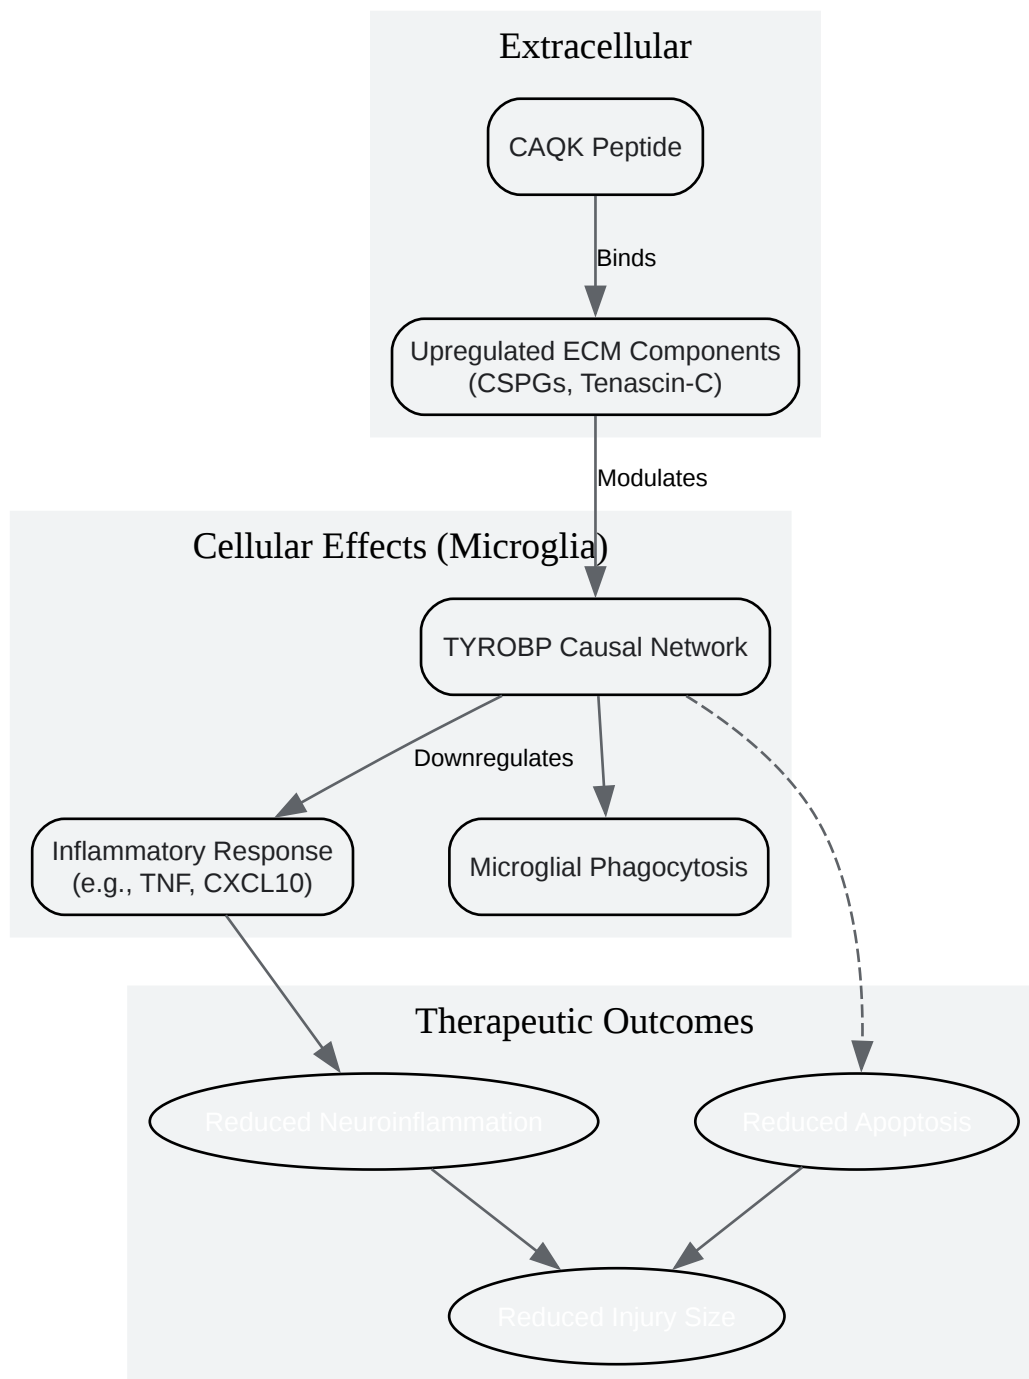 Extracellular
CAQK Peptide
Binds
Upregulated ECM Components
(CSPGs, Tenascin-C)
Modulates
Cellular Effects (Microglia)
TYROBP Causal Network
Downregulates
Inflammatory Response
(e.g., TNF, CXCL10)
Microglial Phagocytosis
Therapeutic Outcomes
Reduced Neuroinflammation
Reduced Apoptosis
Reduced Injury Size